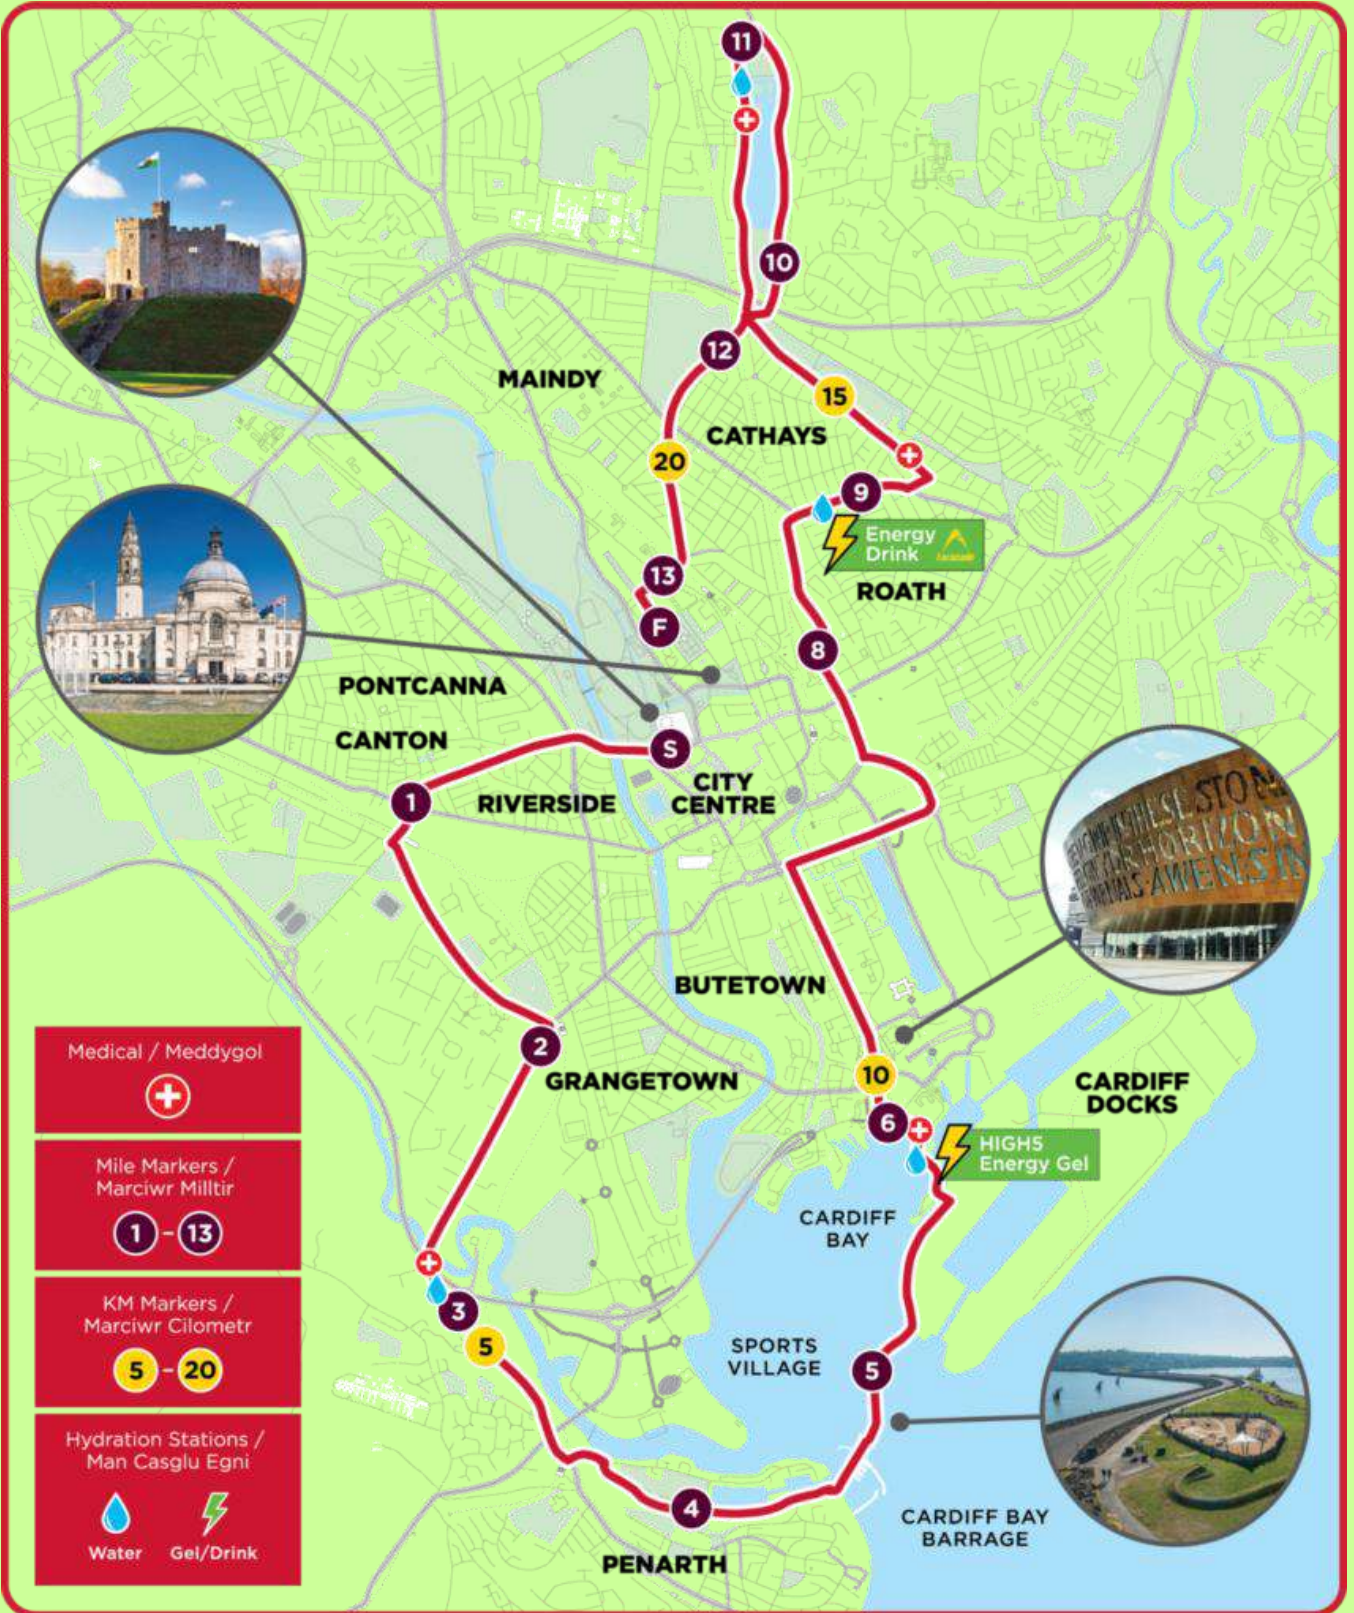 11
10
12
MAINDY
15
CATHAYS
20
9
Energy
Drink
ROATH
13
F
8
PONTCANNA
CANTON
S
CITY
CENTRE
1
RIVERSIDE
STON
HORIZON
AWENSIN
BUTETOWN
2
GRANGETOWN
10
CARDIFF
DOCKS
6
HIGH5
Energy Gel
CARDIFF
BAY
3
5
SPORTS
VILLAGE
5
4
CARDIFF BAY
BARRAGE
PENARTH
Medical / Meddygol
Mile Markers /
Marciwr Milltir
1 - 13
KM Markers /
Marciwr Cilometr
5 - 20
Hydration Stations /
Man Casglu Egni
Water Gel/Drink